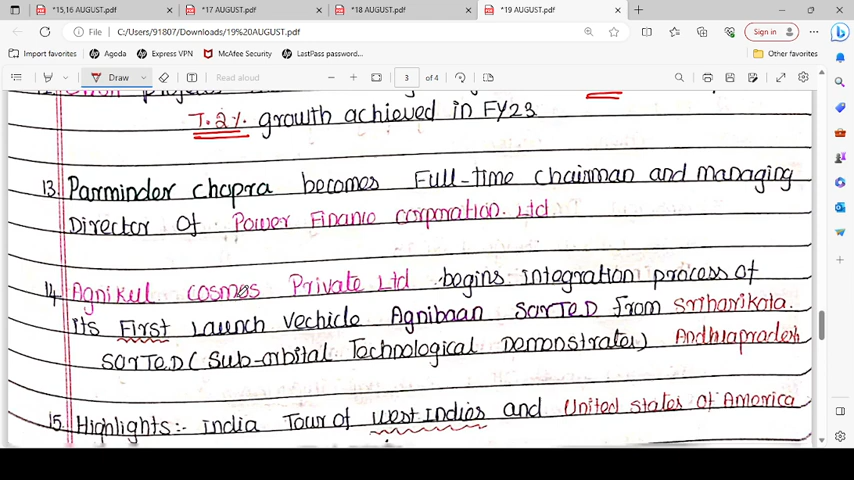 *15,16 AUGUST.pdf
*17 AUGUST.pdf
*18 AUGUST.pdf
*19 AUGUST.pdf
File
C:/Users/91807/Downloads/19%20AUGUST.pdf
Sign in
Import favorites
Agoda
Express VPN
McAfee Security
LastPass password...
Other favorites
Draw
Read aloud
3
of 4
7.2% growth achieved in FY23
13. Parminder chopra becomes Full-time chairman and managing
Director Of Power Finance corporation. Ltd
14. Agnikul cosmos Private Ltd begins integration process of
its First Launch Vechicle Agnibaan SORTED from sriharikota.
SORTED (Sub-orbital Technological Demonstrator) Andhrapradesh
15. Highlights:- India Tour of West Indies and United states of America